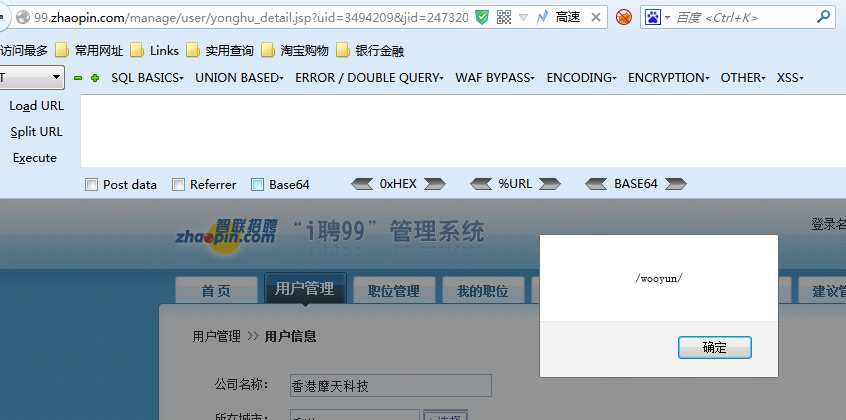 99.zhaopin.com/manage/user/yonghu_detail.jsp?uid=3494209&jid=247320 高速 百度 <Ctrl+K>
访问最多 常用网址 Links 实用查询 淘宝购物 银行金融
T SQL BASICS UNION BASED ERROR / DOUBLE QUERY WAF BYPASS ENCODING ENCRYPTION OTHER XSS
Load URL
Split URL
Execute
Post data Referrer Base64 0xHEX %URL BASE64
智联招聘
zhaopin.com
“i聘99”管理系统
登录名
/wooyun/
确定
首 页 用户管理 职位管理 我的职位 建议管
用户管理 >> 用户信息
公司名称： 香港摩天科技
所在城市： 选择